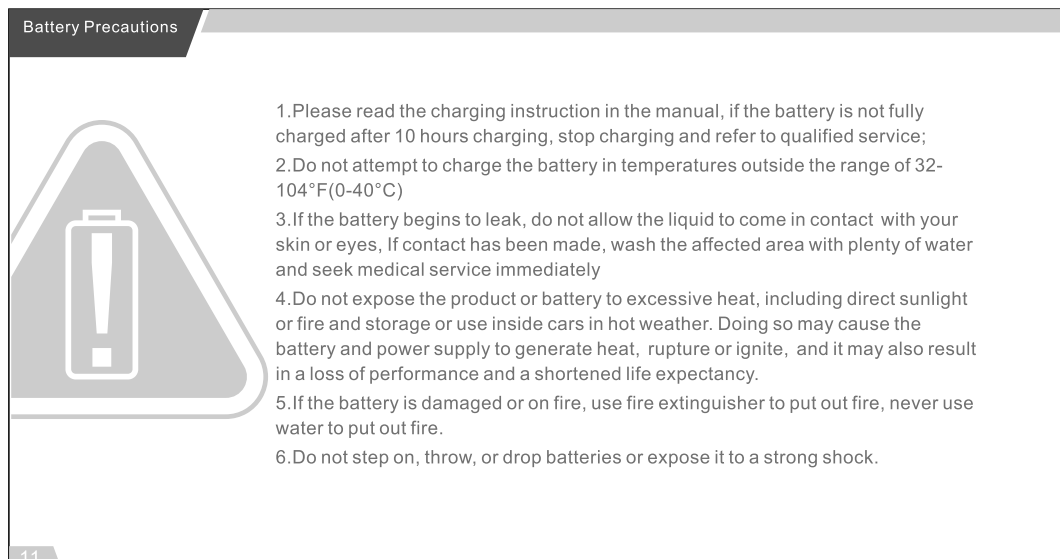 Battery Precautions
1.Please read the charging instruction in the manual, if the battery is not fully
charged after 10 hours charging, stop charging and refer to qualified service;
2.Do not attempt to charge the battery in temperatures outside the range of 32-
104°F(0-40°C)
3.If the battery begins to leak, do not allow the liquid to come in contact with your
skin or eyes, If contact has been made, wash the affected area with plenty of water
and seek medical service immediately
4.Do not expose the product or battery to excessive heat, including direct sunlight
or fire and storage or use inside cars in hot weather. Doing so may cause the
battery and power supply to generate heat, rupture or ignite, and it may also result
in a loss of performance and a shortened life expectancy.
5.If the battery is damaged or on fire, use fire extinguisher to put out fire, never use
water to put out fire.
6.Do not step on, throw, or drop batteries or expose it to a strong shock.
11